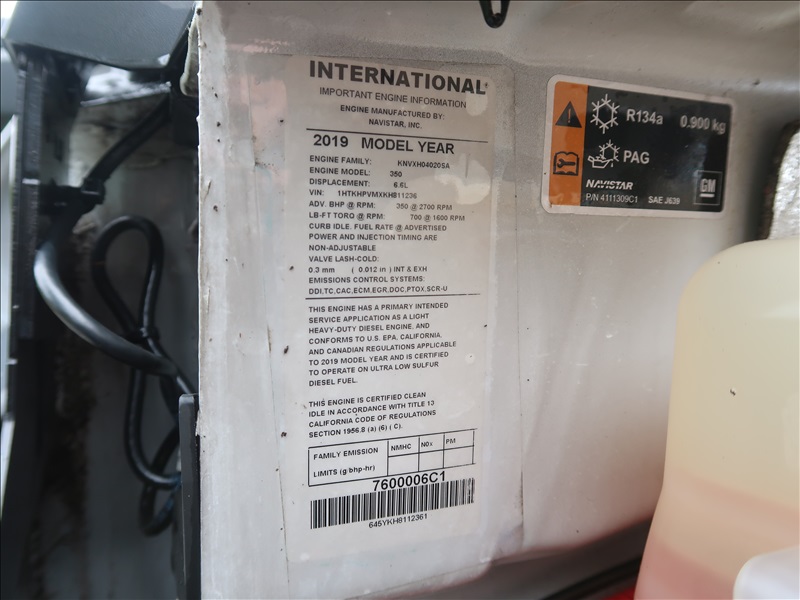 INTERNATIONAL
IMPORTANT ENGINE INFORMATION
ENGINE MANUFACTURED BY:
NAVISTAR, INC.
2019 MODEL YEAR
ENGINE FAMILY: KNVXH04020SA
ENGINE MODEL: 350
DISPLACEMENT: 6.6L
VIN: 1HTKHPVMXKH811236
ADV. BHP @ RPM: 350 @ 2700 RPM
LB-FT TORQ @ RPM: 700 @ 1600 RPM
CURB IDLE. FUEL RATE @ ADVERTISED
POWER AND INJECTION TIMING ARE
NON-ADJUSTABLE
VALVE LASH-COLD:
0.3 mm ( 0.012 in ) INT & EXH
EMISSIONS CONTROL SYSTEMS:
DDI,TC,CAC,ECM,EGR,DOC,PTOX,SCR-U
THIS ENGINE HAS A PRIMARY INTENDED
SERVICE APPLICATION AS A LIGHT
HEAVY-DUTY DIESEL ENGINE, AND
CONFORMS TO U.S. EPA, CALIFORNIA,
AND CANADIAN REGULATIONS APPLICABLE
TO 2019 MODEL YEAR AND IS CERTIFIED
TO OPERATE ON ULTRA LOW SULFUR
DIESEL FUEL.
THIS ENGINE IS CERTIFIED CLEAN
IDLE IN ACCORDANCE WITH TITLE 13
CALIFORNIA CODE OF REGULATIONS
SECTION 1956.8 (a) (6) ( C).
FAMILY EMISSION NMHC N0x PM
LIMITS (g/bhp-hr)
7600006C1
645YKH8112361
R134a 0.900 kg
PAG
NAVISTAR GM
P/N 4111309C1 SAE J639